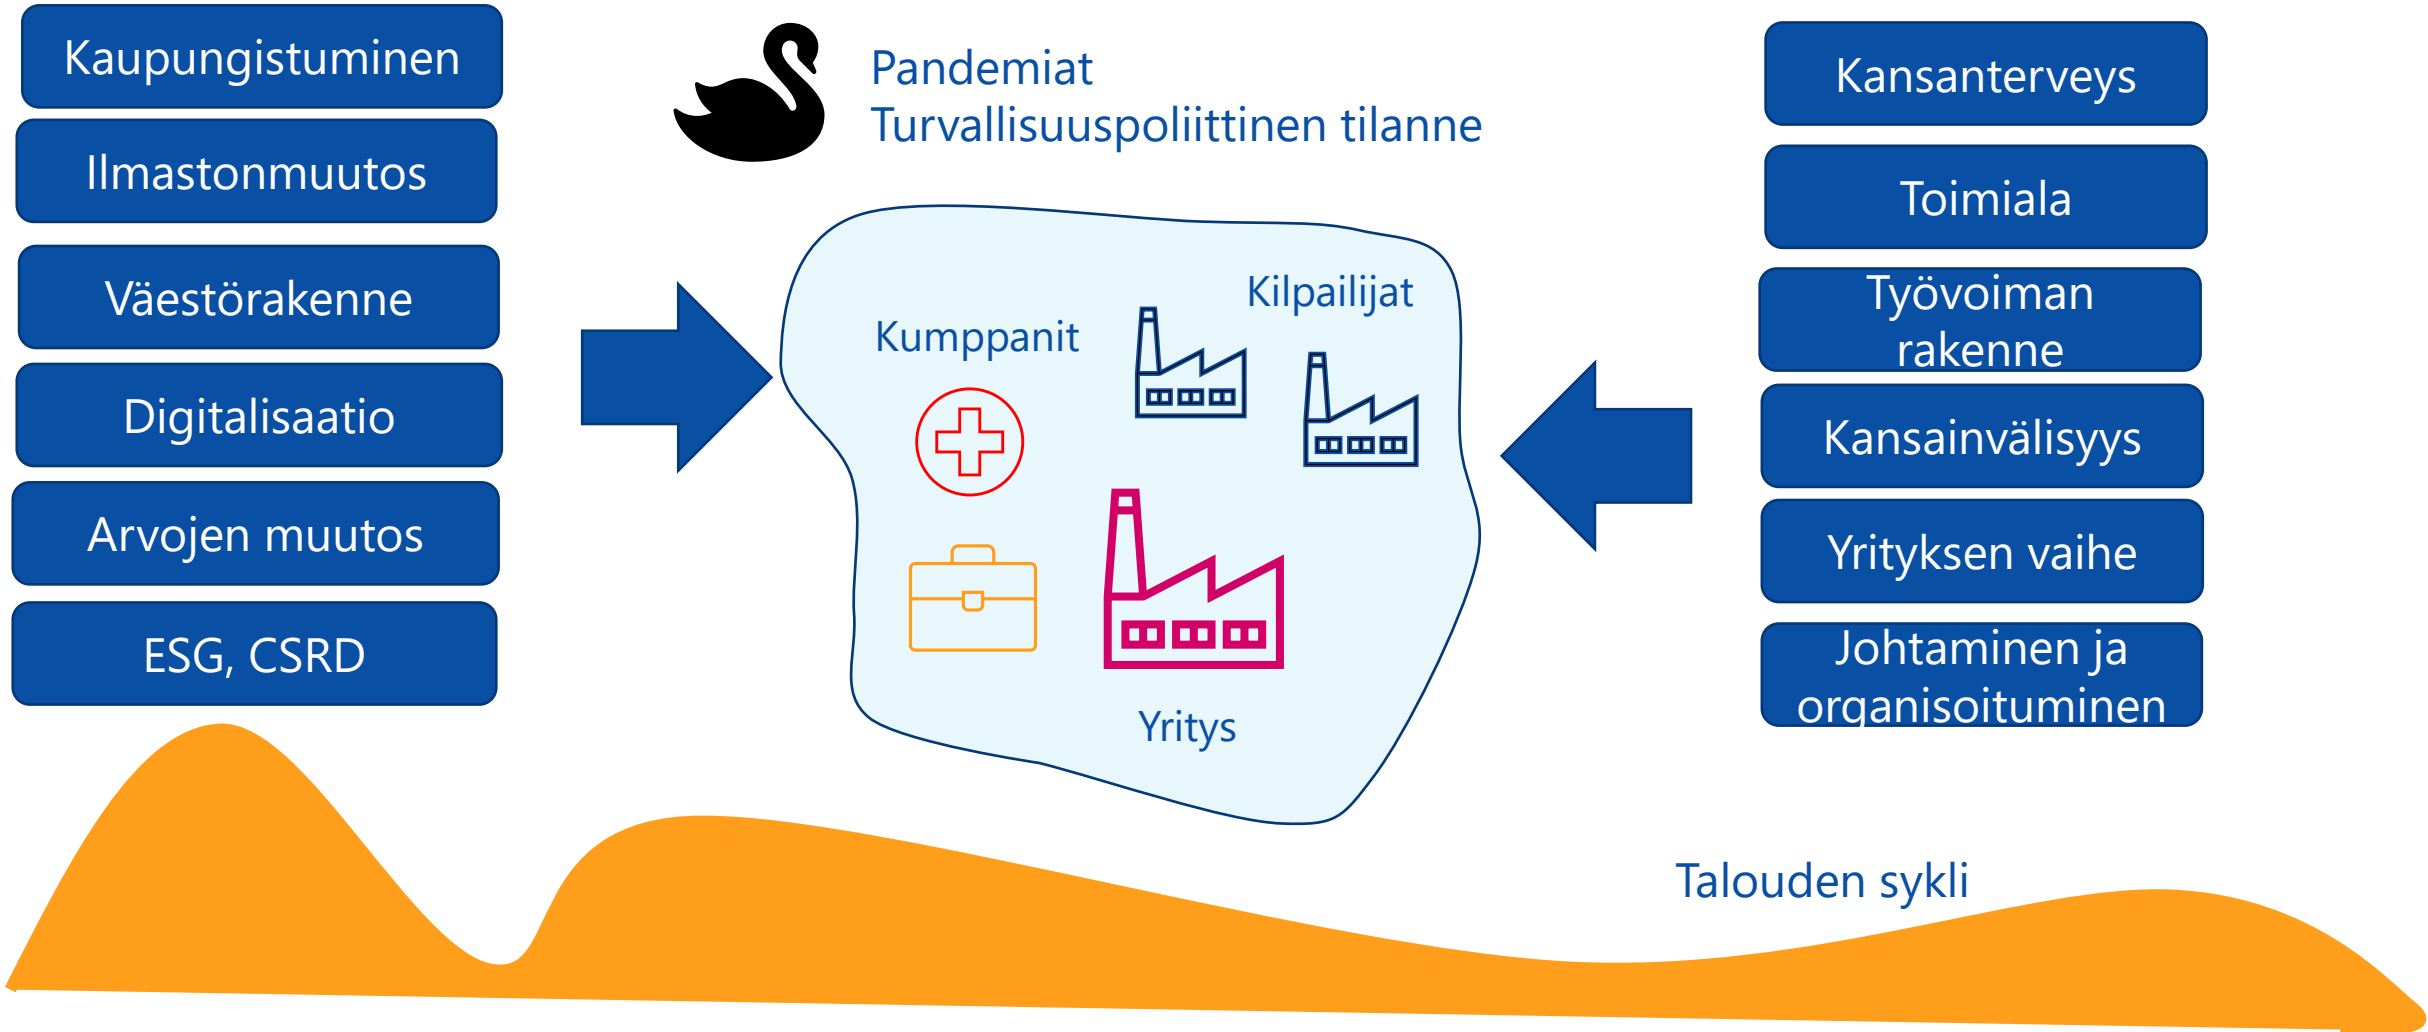 Kaupungistuminen
Ilmastonmuutos
Väestörakenne
Digitalisaatio
Arvojen muutos
ESG, CSRD
Pandemiat
Turvallisuuspoliittinen tilanne
Kumppanit
Kilpailijat
Yritys
Kansanterveys
Toimiala
Työvoiman
rakenne
Kansainvälisyys
Yrityksen vaihe
Johtaminen ja
organisoituminen
Talouden sykli